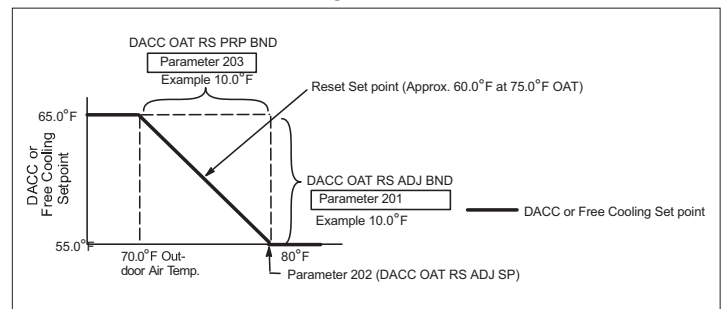 DACC OAT RS PRP BND
Parameter 203
Example 10.0°F
Reset Set point (Approx. 60.0°F at 75.0°F OAT)
65.0°F
DACC or
Free Cooling
Setpoint
DACC OAT RS ADJ BND
Parameter 201
Example 10.0°F
DACC or Free Cooling Set point
55.0°F
70.0°F Out-
door Air Temp.
80°F
Parameter 202 (DACC OAT RS ADJ SP)